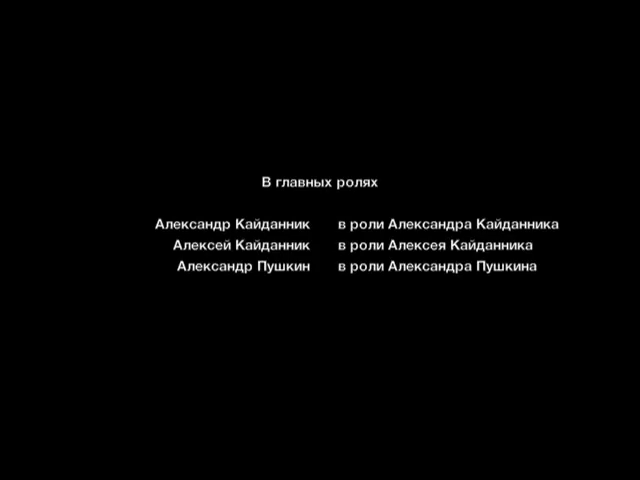 В главных ролях
Александр Кайданник в роли Александра Кайданника
Алексей Кайданник в роли Алексея Кайданника
Александр Пушкин в роли Александра Пушкина